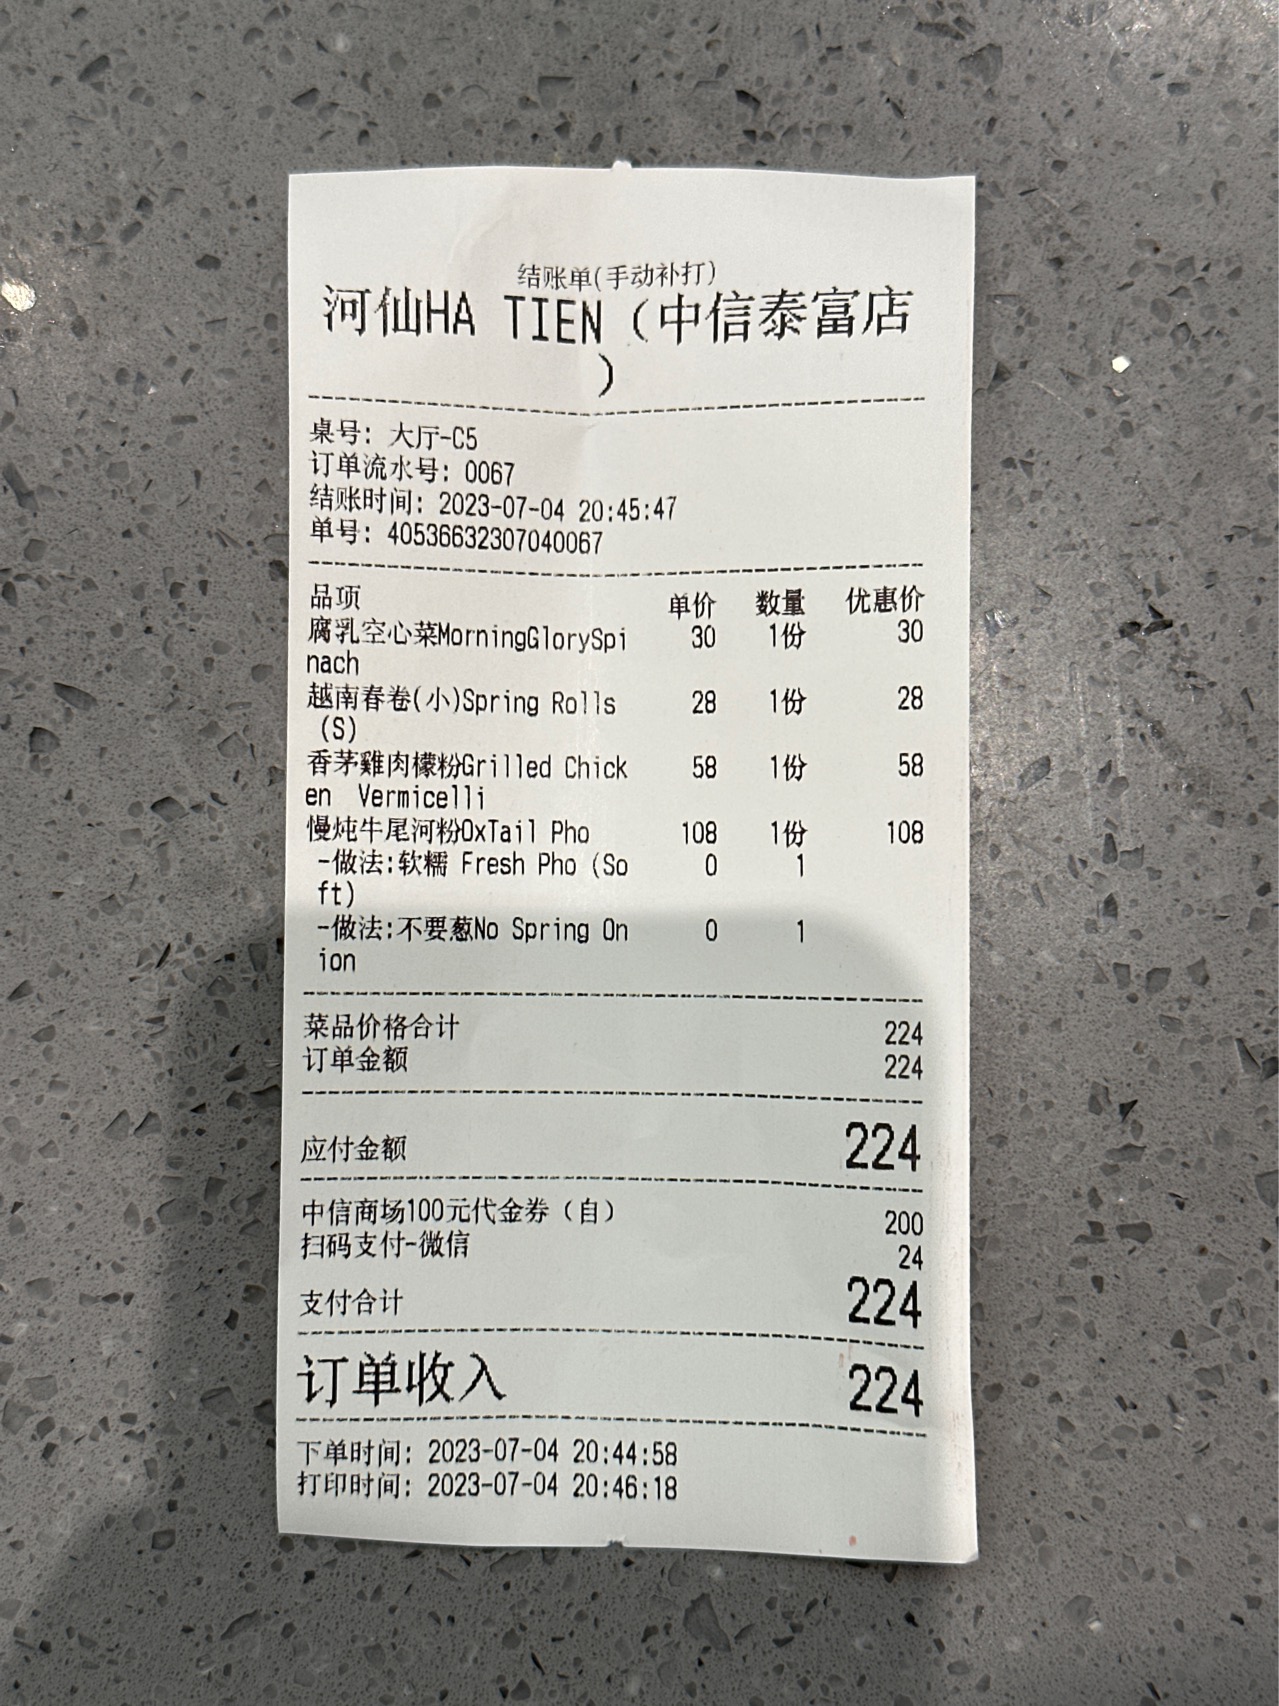 结账单(手动补打)
河仙HA TIEN（中信泰富店
）
桌号: 大厅-C5
订单流水号: 0067
结账时间: 2023-07-04 20:45:47
单号: 40536632307040067
品项 单价 数量 优惠价
腐乳空心菜MorningGlorySpi 30 1份 30
nach
越南春卷(小)Spring Rolls 28 1份 28
(S)
香茅雞肉檬粉Grilled Chick 58 1份 58
en Vermicelli
慢炖牛尾河粉OxTail Pho 108 1份 108
-做法:软糯 Fresh Pho (So 0 1
ft)
-做法:不要葱No Spring On 0 1
ion
菜品价格合计 224
订单金额 224
应付金额 224
中信商场100元代金券（自） 200
扫码支付-微信 24
支付合计 224
订单收入 224
下单时间: 2023-07-04 20:44:58
打印时间: 2023-07-04 20:46:18